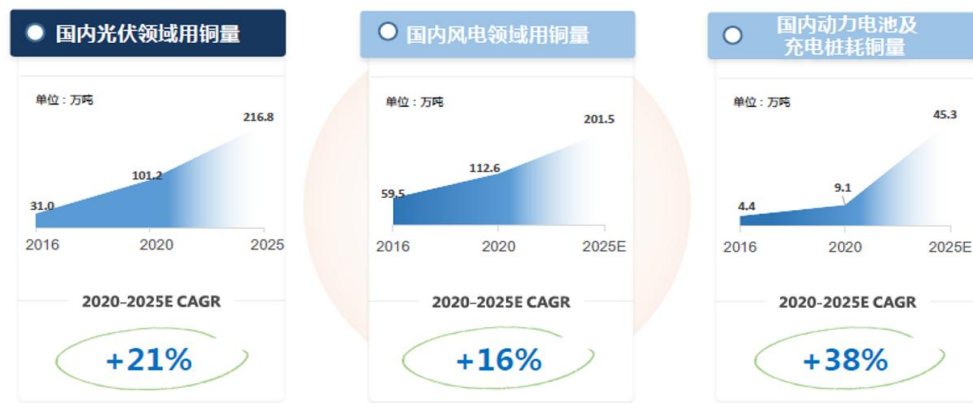 国内光伏领域用铜量
单位：万吨
216.8
101.2
31.0
2016
2020
2025
2020-2025E CAGR
+21%
国内风电领域用铜量
单位：万吨
201.5
112.6
59.5
2016
2020
2025E
2020-2025E CAGR
+16%
国内动力电池及
充电桩耗铜量
单位：万吨
45.3
9.1
4.4
2016
2020
2025E
2020-2025E CAGR
+38%